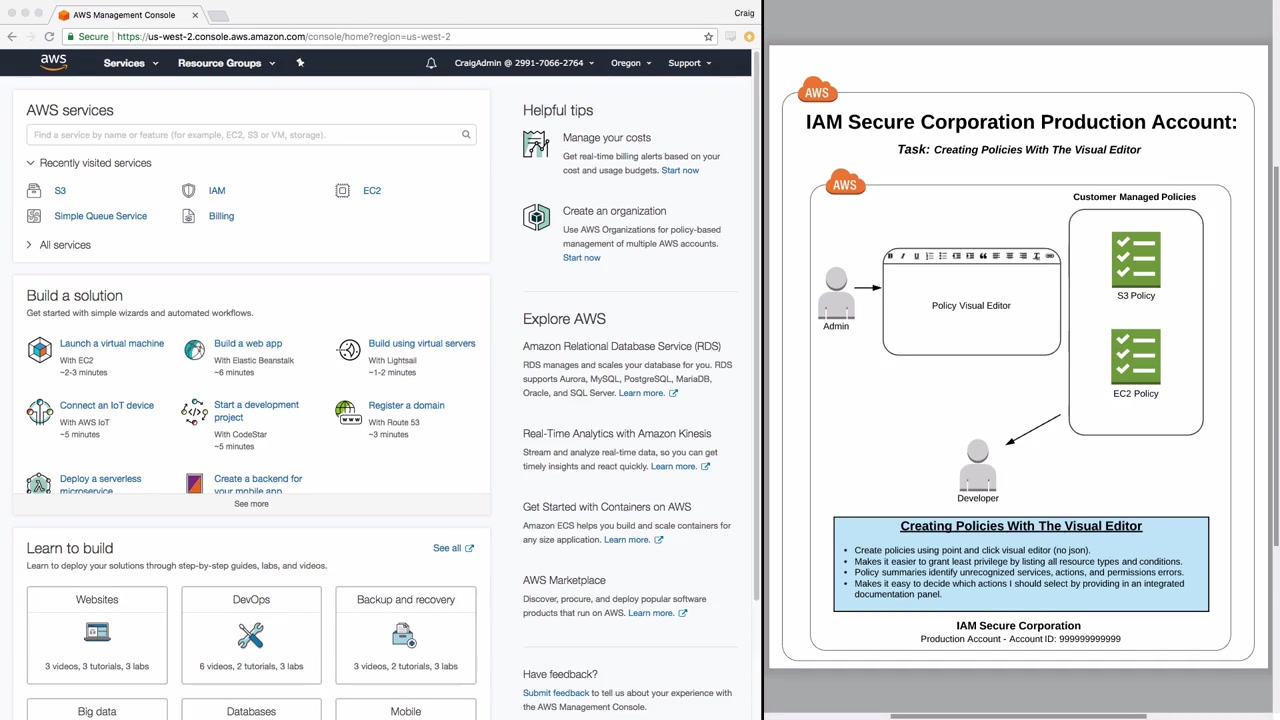 AWS Management Console
Craig
Secure
https://us-west-2.console.aws.amazon.com/console/home?region=us-west-2
aws
Services
Resource Groups
CraigAdmin @ 2991-7066-2764
Oregon
Support
AWS services
Find a service by name or feature (for example, EC2, S3 or VM, storage).
Recently visited services
S3
IAM
EC2
Simple Queue Service
Billing
All services
Build a solution
Get started with simple wizards and automated workflows.
Launch a virtual machine
With EC2
~2-3 minutes
Build a web app
With Elastic Beanstalk
~6 minutes
Build using virtual servers
With Lightsail
~1-2 minutes
Connect an IoT device
With AWS IoT
~5 minutes
Start a development
project
With CodeStar
~5 minutes
Register a domain
With Route 53
~3 minutes
Deploy a serverless
microservice
Create a backend for
your mobile app
See more
Learn to build
See all
Learn to deploy your solutions through step-by-step guides, labs, and videos.
Websites
3 videos, 3 tutorials, 3 labs
DevOps
6 videos, 2 tutorials, 3 labs
Backup and recovery
3 videos, 2 tutorials, 3 labs
Big data
Databases
Mobile
Helpful tips
Manage your costs
Get real-time billing alerts based on your
cost and usage budgets. Start now
Create an organization
Use AWS Organizations for policy-based
management of multiple AWS accounts.
Start now
Explore AWS
Amazon Relational Database Service (RDS)
RDS manages and scales your database for you. RDS
supports Aurora, MySQL, PostgreSQL, MariaDB,
Oracle, and SQL Server. Learn more.
Real-Time Analytics with Amazon Kinesis
Stream and analyze real-time data, so you can get
timely insights and react quickly. Learn more.
Get Started with Containers on AWS
Amazon ECS helps you build and scale containers for
any size application. Learn more.
AWS Marketplace
Discover, procure, and deploy popular software
products that run on AWS. Learn more.
Have feedback?
Submit feedback to tell us about your experience with
the AWS Management Console.
AWS
IAM Secure Corporation Production Account:
Task: Creating Policies With The Visual Editor
AWS
Customer Managed Policies
B I U
Policy Visual Editor
Admin
S3 Policy
EC2 Policy
Developer
Creating Policies With The Visual Editor
• Create policies using point and click visual editor (no json).
• Makes it easier to grant least privilege by listing all resource types and conditions.
• Policy summaries identify unrecognized services, actions, and permissions errors.
• Makes it easy to decide which actions I should select by providing in an integrated
documentation panel.
IAM Secure Corporation
Production Account - Account ID: 999999999999